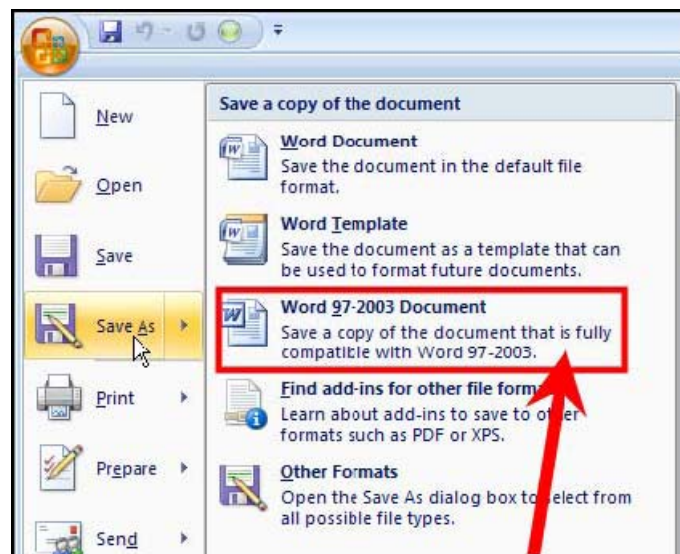 New
Open
Save
Save As
Print
Prepare
Send
Save a copy of the document
Word Document
Save the document in the default file
format.
Word Template
Save the document as a template that can
be used to format future documents.
Word 97-2003 Document
Save a copy of the document that is fully
compatible with Word 97-2003.
Find add-ins for other file
Learn about add-ins to save to other
formats such as PDF or XPS.
Other Formats
Open the Save As dialog box to select from
all possible file types.